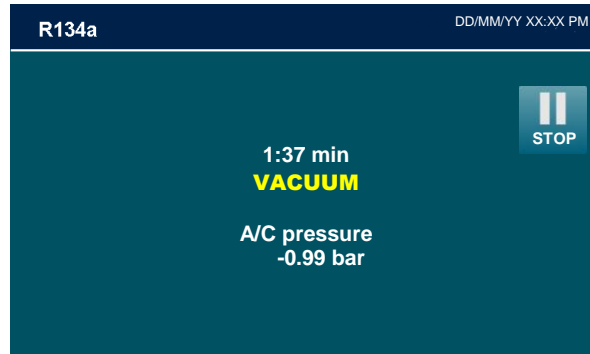 R134a
DD/MM/YY XX:XX PM
STOP
1:37 min
VACUUM
A/C pressure
-0.99 bar